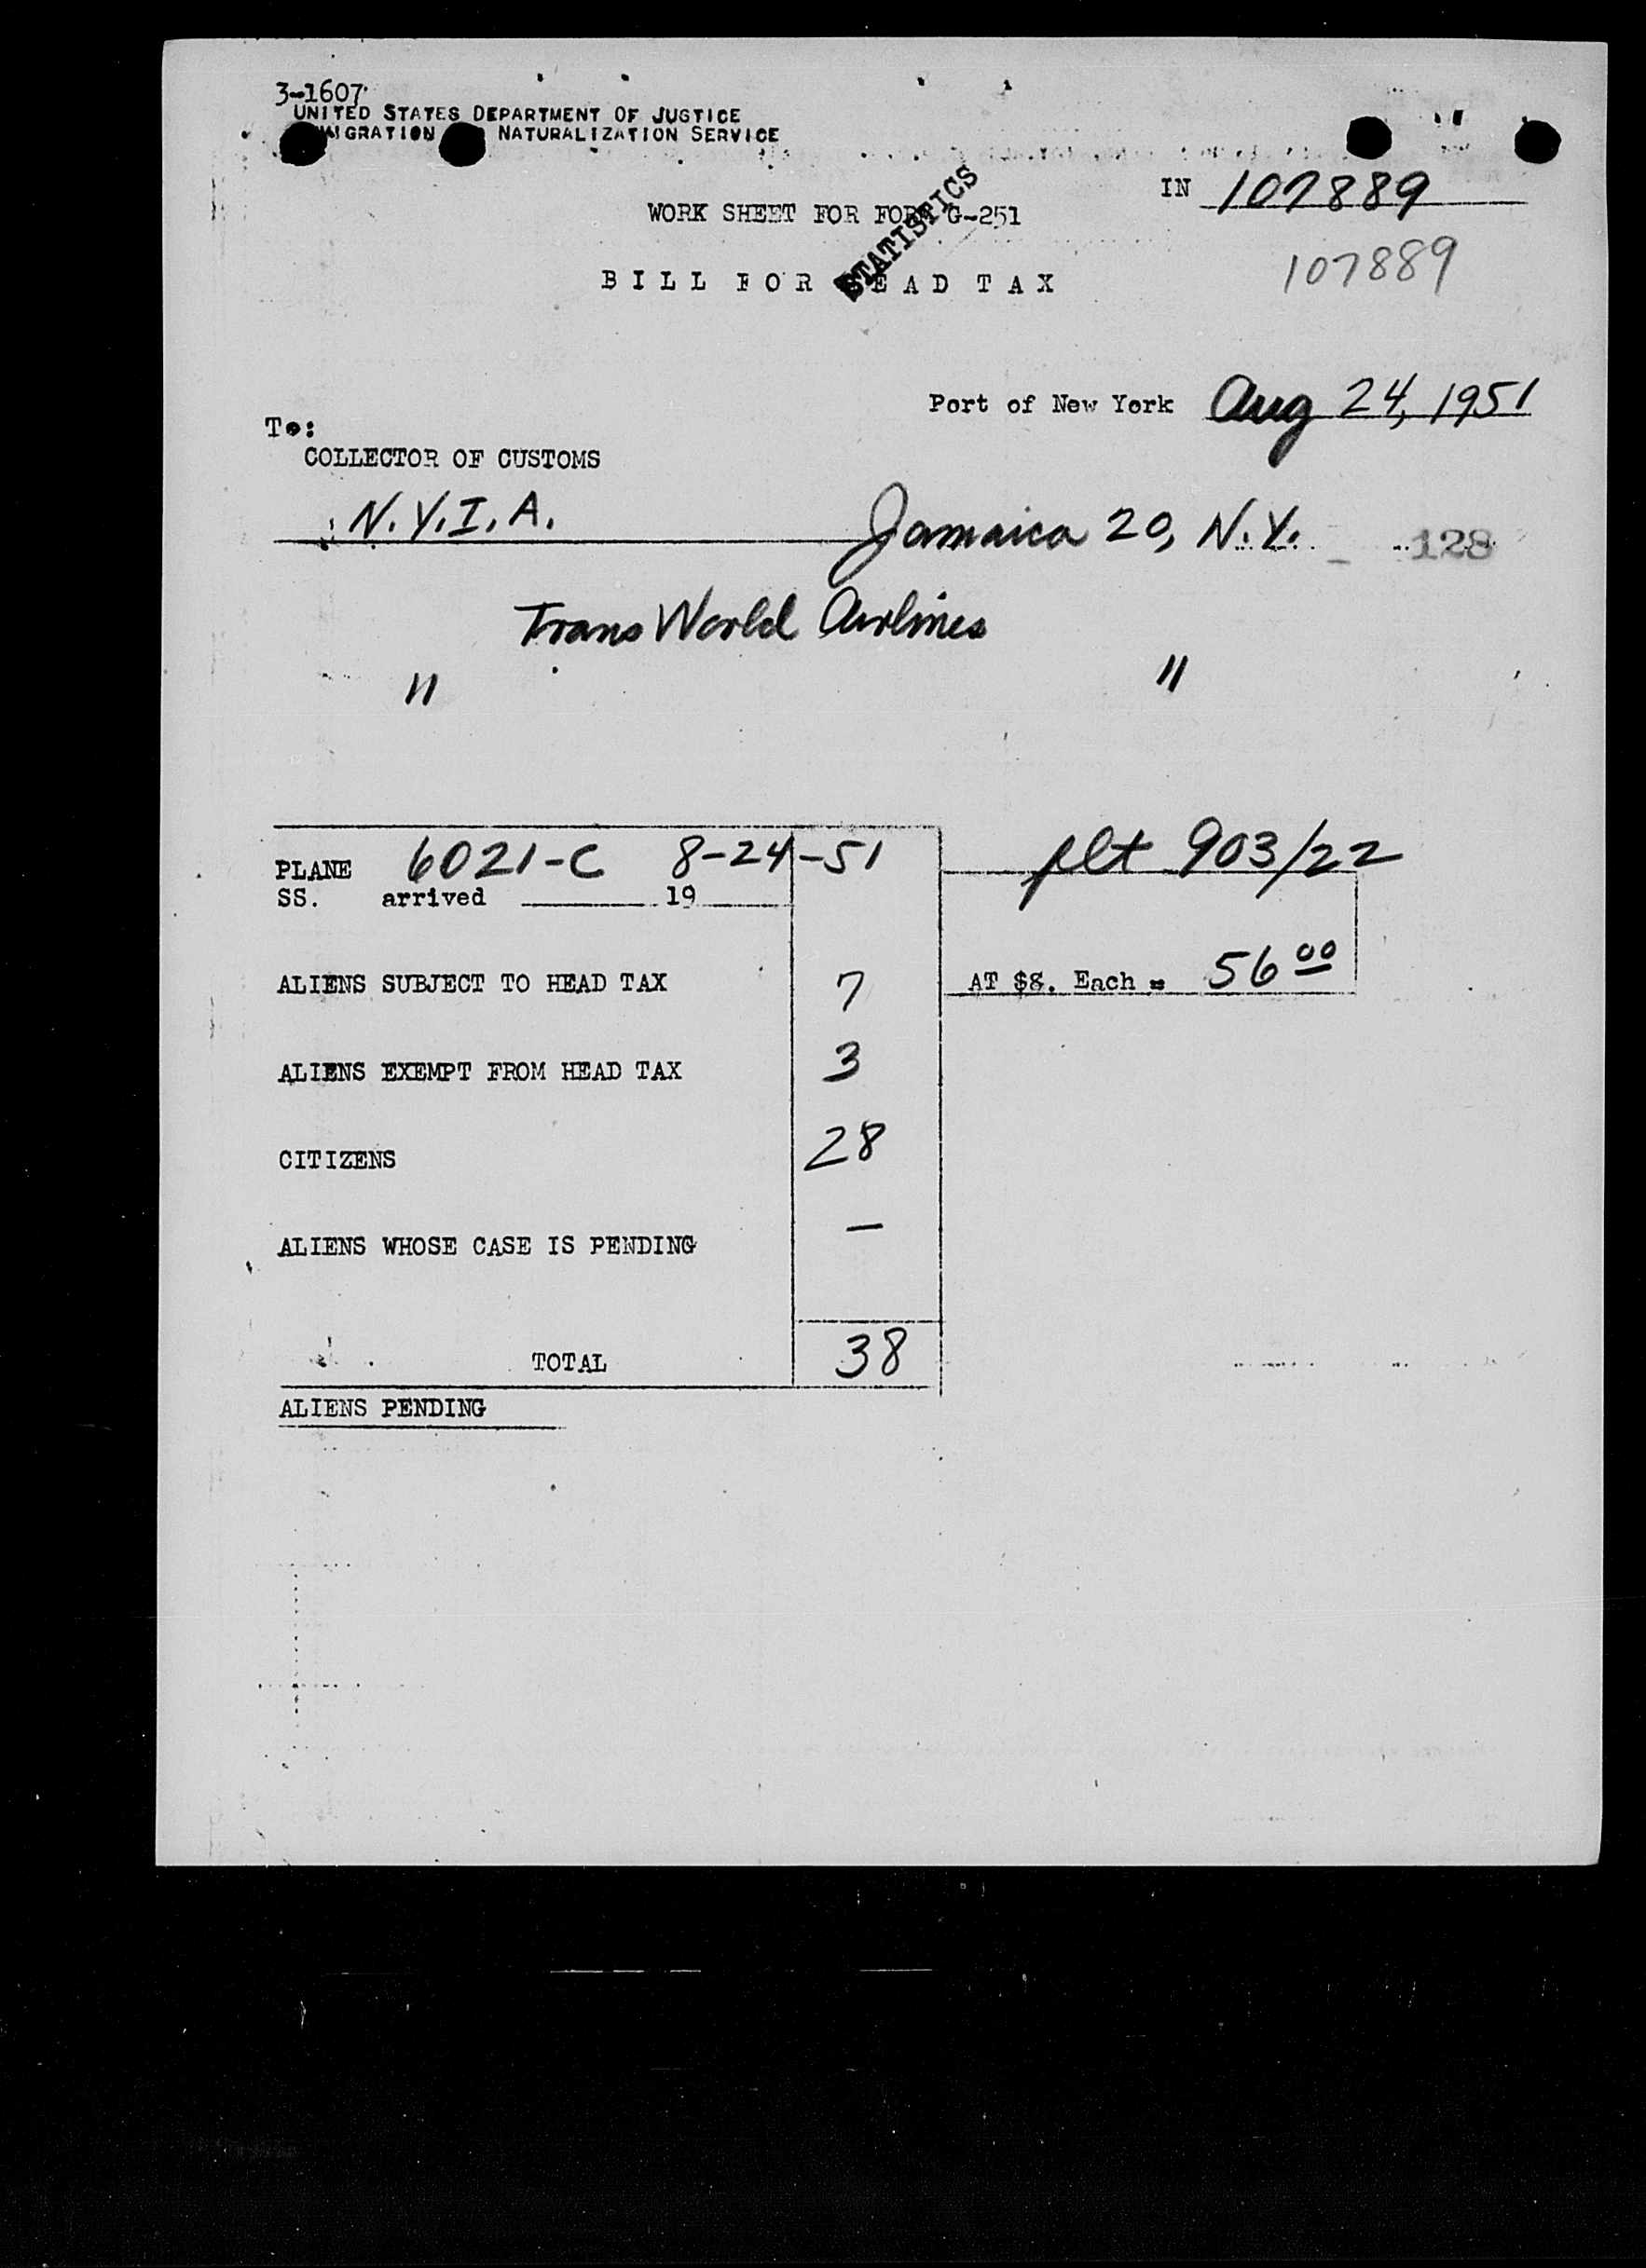 3-1607
UNITED STATES DEPARTMENT OF JUSTICE
NATURALIZATION SERVICE
IN 107889
WORK SHEET FOR FORM G-251
STATISTICS
107889
BILL FOR HEAD TAX
Port of New York Aug 24, 1951
To:
COLLECTOR OF CUSTOMS
N.Y.I.A. Jamaica 20, N.Y. 128
Trans World Airlines
" "
PLANE 6021-C 8-24-51 flt 903/22
SS. arrived 19
ALIENS SUBJECT TO HEAD TAX 7 AT $8. Each = 56 00
ALIENS EXEMPT FROM HEAD TAX 3
CITIZENS 28
ALIENS WHOSE CASE IS PENDING —
TOTAL 38
ALIENS PENDING